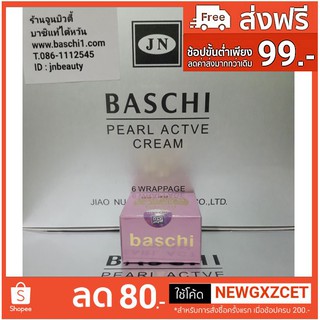 ร้านจูนบิวตี้
บาชิแท้ไต้หวัน
www.baschi1.com
T.086-1112545
ID : jnbeauty
JN
Free
ส่งฟรี
ช้อปขั้นต่ำเพียง
ลดค่าส่งมากกว่าเดิม
99.-
BASCHI
PEARL ACTVE
CREAM
6 WRAPPAGE
JIAO NU
baschi
Shopee
ลด 80.-
ใช้โค้ด
NEWGXZCET
*สำหรับการสั่งซื้อครั้งแรก เมื่อช้อปครบ 200.-